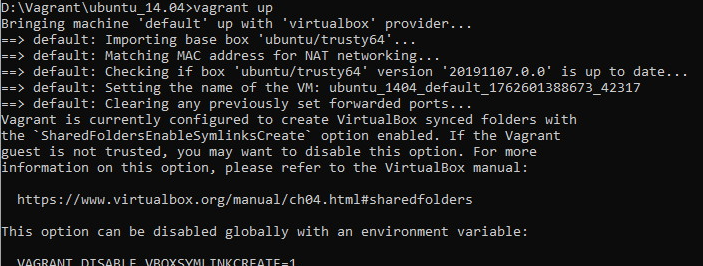 D:\Vagrant\ubuntu_14.04>vagrant up
Bringing machine 'default' up with 'virtualbox' provider...
==> default: Importing base box 'ubuntu/trusty64'...
==> default: Matching MAC address for NAT networking...
==> default: Checking if box 'ubuntu/trusty64' version '20191107.0.0' is up to date...
==> default: Setting the name of the VM: ubuntu_1404_default_1762601388673_42317
==> default: Clearing any previously set forwarded ports...
Vagrant is currently configured to create VirtualBox synced folders with
the `SharedFoldersEnableSymlinksCreate` option enabled. If the Vagrant
guest is not trusted, you may want to disable this option. For more
information on this option, please refer to the VirtualBox manual:
https://www.virtualbox.org/manual/ch04.html#sharedfolders
This option can be disabled globally with an environment variable:
VAGRANT_DISABLE_VBOXSYMLINKCREATE=1